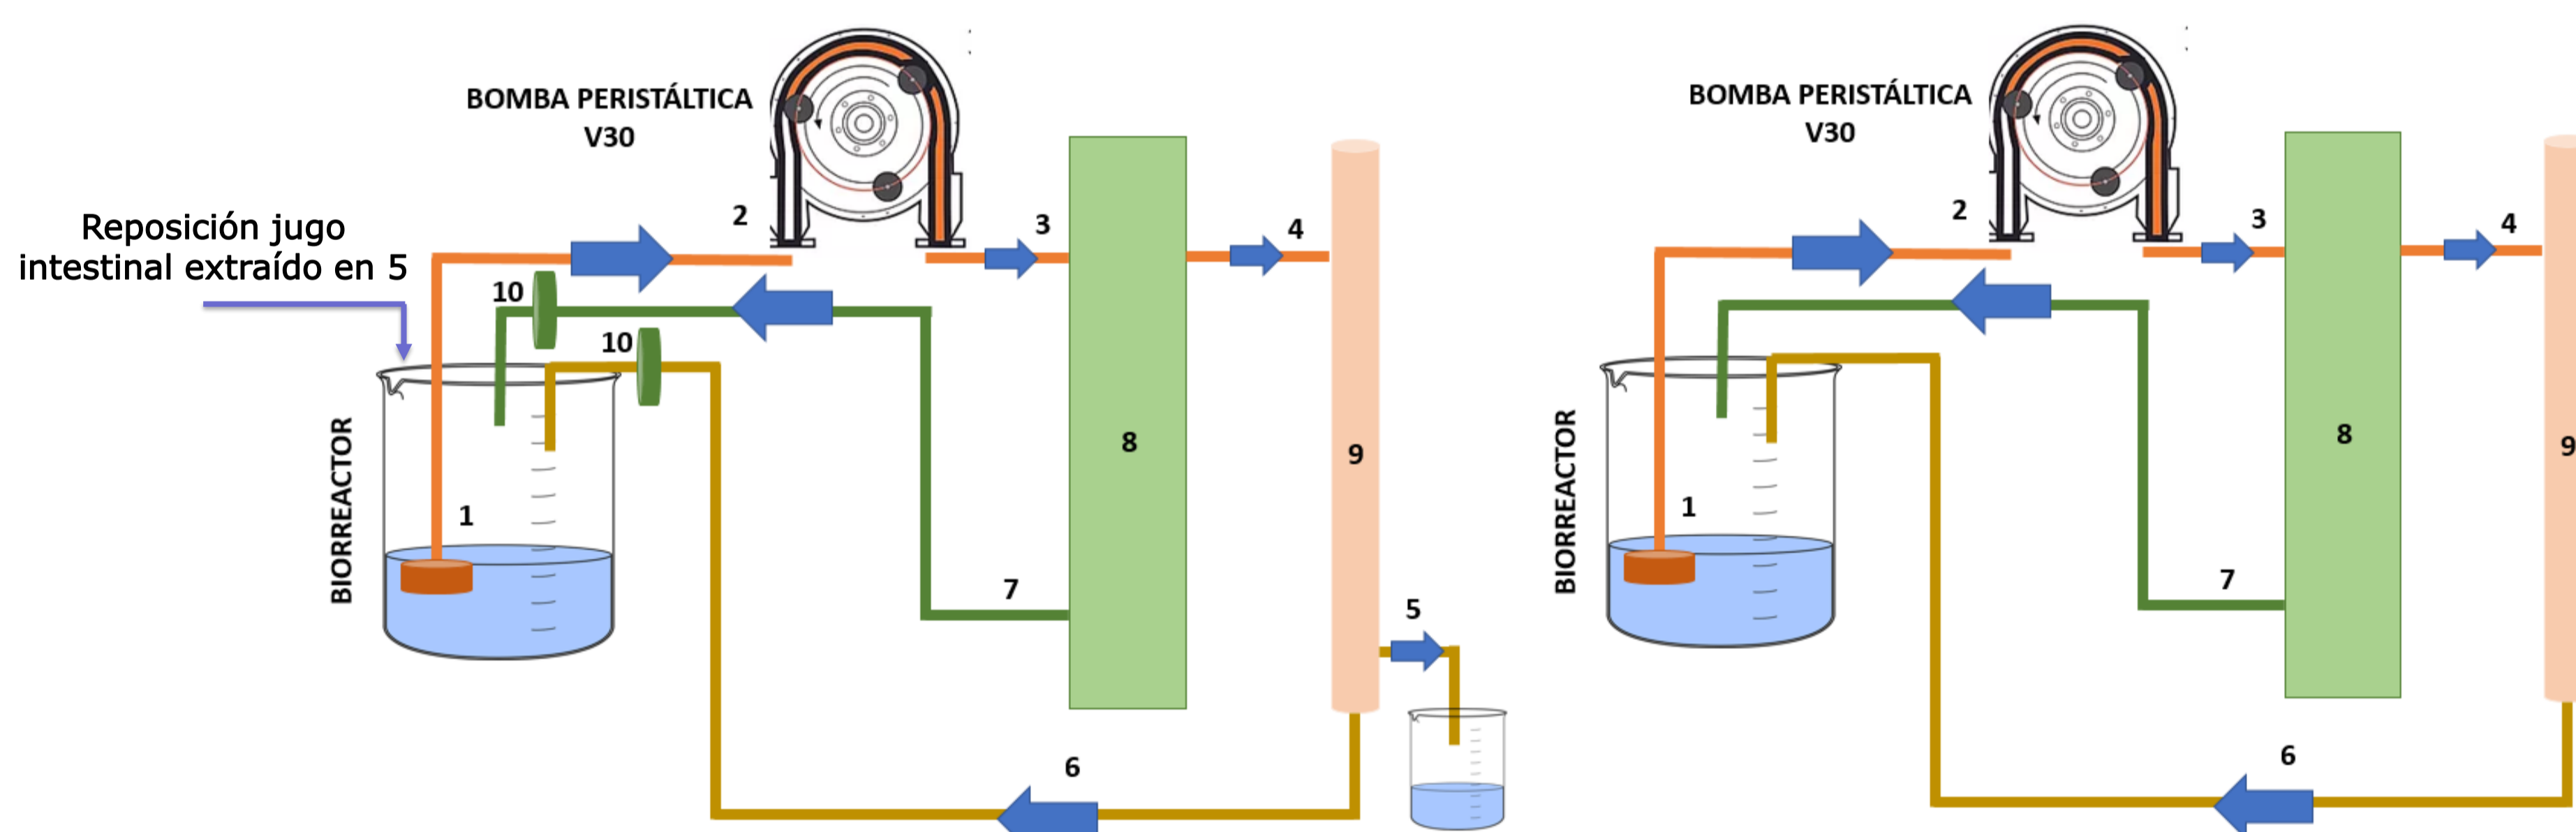 BOMBA PERISTÁLTICA
V30
Reposición jugo
intestinal extraído en 5
2
3
4
10
10
BIORREACTOR
1
8
9
7
5
6
BOMBA PERISTÁLTICA
V30
2
3
4
BIORREACTOR
1
8
9
7
6